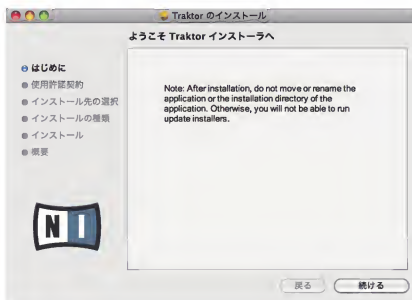 Traktor のインストール
ようこそ Traktor インストーラへ
はじめに
使用許諾契約
インストール先の選択
インストールの種類
インストール
概要
Note: After installation, do not move or rename the
application or the installation directory of the
application. Otherwise, you will not be able to run
update installers.
NI
戻る
続ける